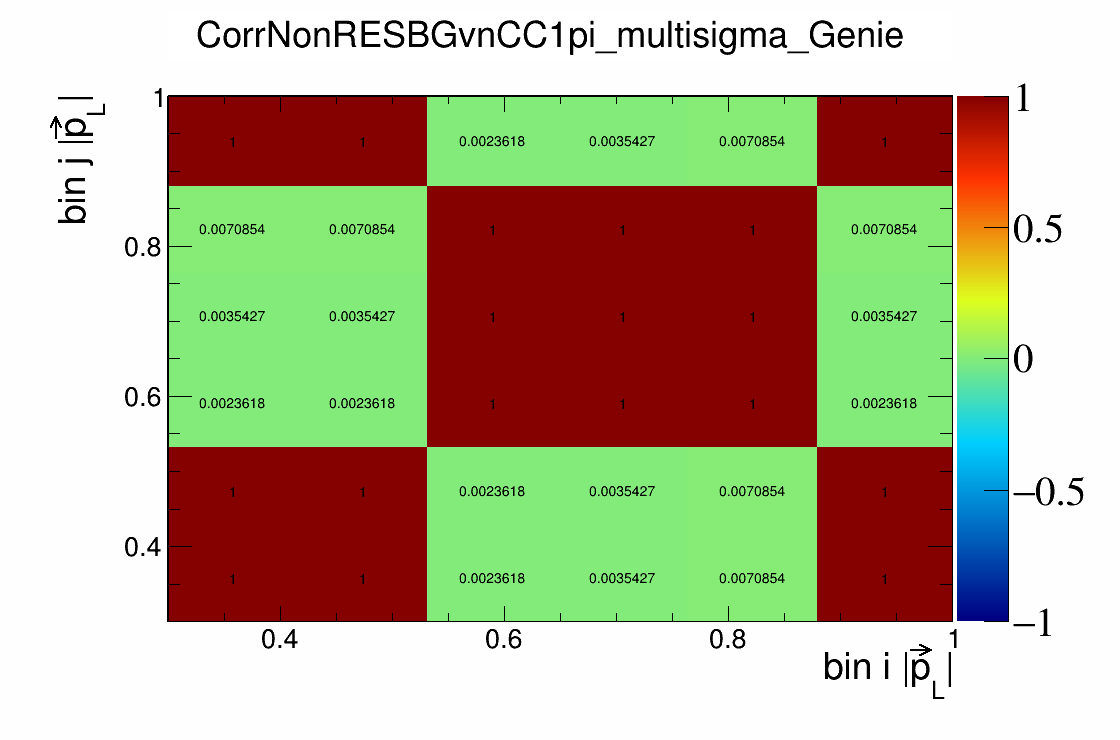 CorrNonRESBGvnCC1pi_multisigma_Genie
bin j |p⃗_L|
1
0.8
0.6
0.4
1 1 0.0023618 0.0035427 0.0070854 1
0.0070854 0.0070854 1 1 1 0.0070854
0.0035427 0.0035427 1 1 1 0.0035427
0.0023618 0.0023618 1 1 1 0.0023618
1 1 0.0023618 0.0035427 0.0070854 1
1 1 0.0023618 0.0035427 0.0070854 1
0.4 0.6 0.8 1
bin i |p⃗_L|
1
0.5
0
−0.5
−1